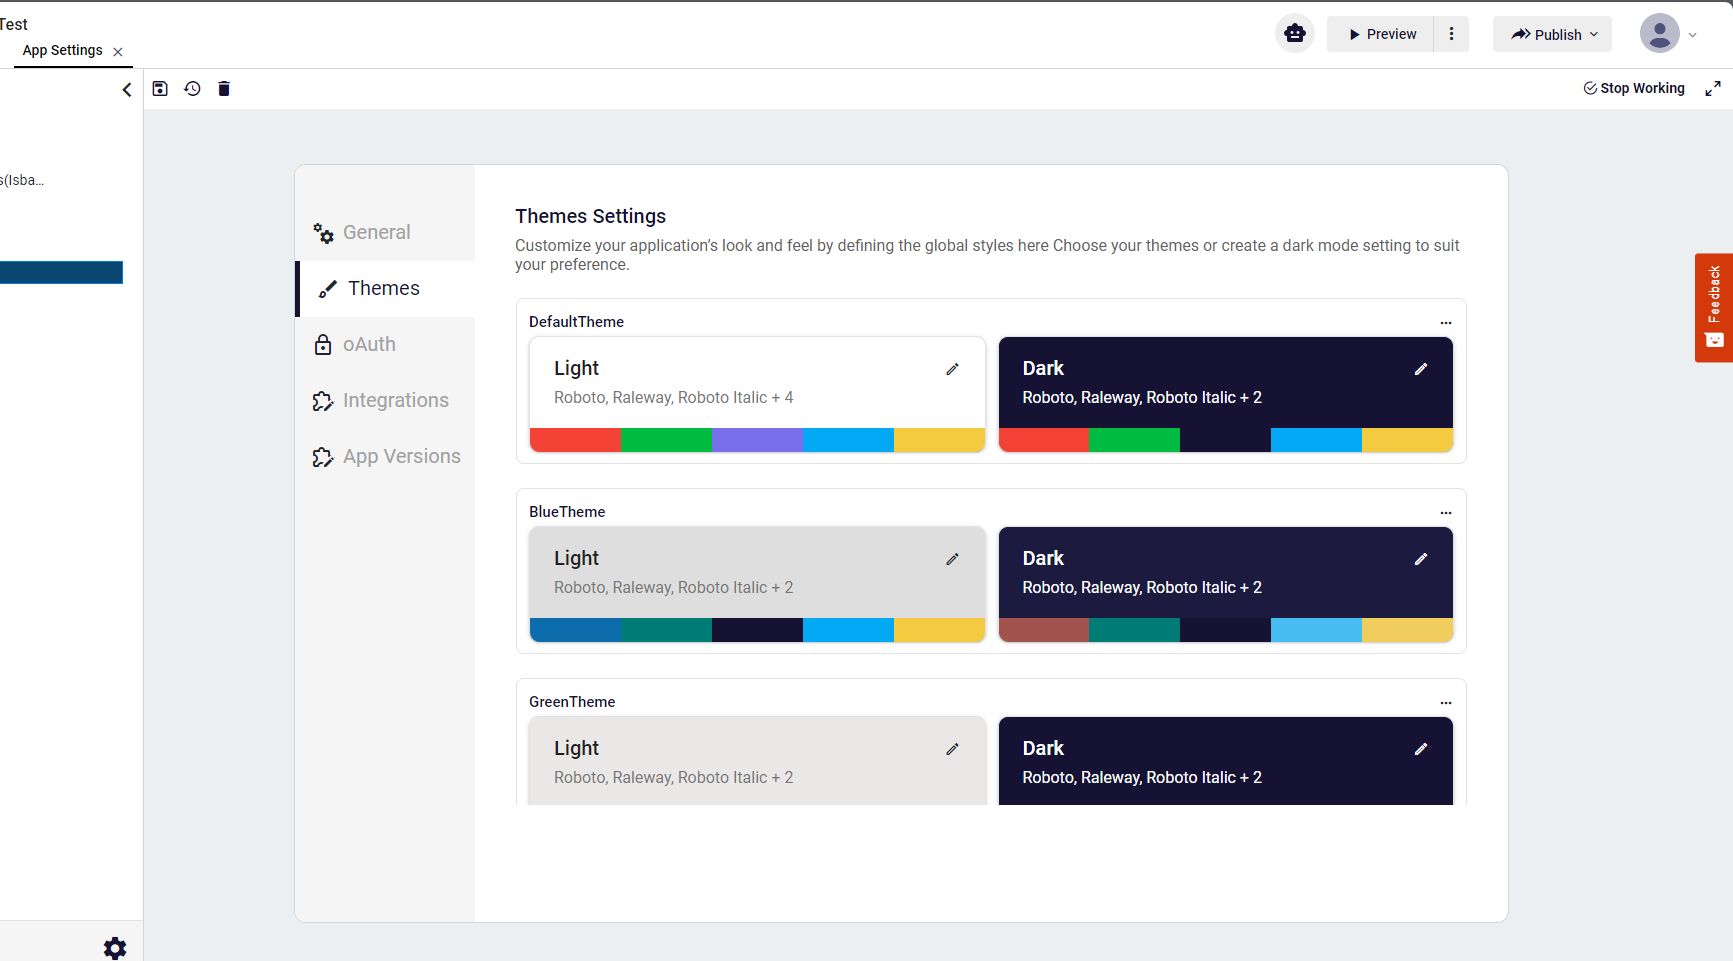 Test
App Settings
Preview
Publish
Stop Working
s(Isba...
General
Themes
oAuth
Integrations
App Versions
Themes Settings
Customize your application's look and feel by defining the global styles here Choose your themes or create a dark mode setting to suit
your preference.
DefaultTheme
Light
Roboto, Raleway, Roboto Italic + 4
Dark
Roboto, Raleway, Roboto Italic + 2
BlueTheme
Light
Roboto, Raleway, Roboto Italic + 2
Dark
Roboto, Raleway, Roboto Italic + 2
GreenTheme
Light
Roboto, Raleway, Roboto Italic + 2
Dark
Roboto, Raleway, Roboto Italic + 2
Feedback